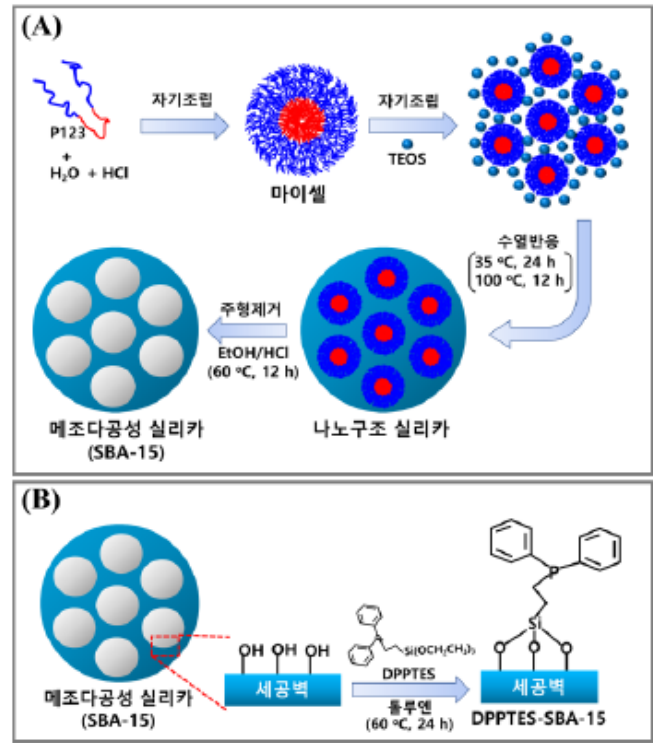 (A)
P123
+
H₂O + HCl
자기조립
마이셀
자기조립
TEOS
수열반응
35 ºC, 24 h
100 ºC, 12 h
주형제거
EtOH/HCl
(60 ºC, 12 h)
메조다공성 실리카
(SBA-15)
나노구조 실리카
(B)
메조다공성 실리카
(SBA-15)
OH OH OH
세공벽
P
Si(OCH₂CH₃)₃
DPPTES
톨루엔
(60 ºC, 24 h)
P
Si
O O O
세공벽
DPPTES-SBA-15